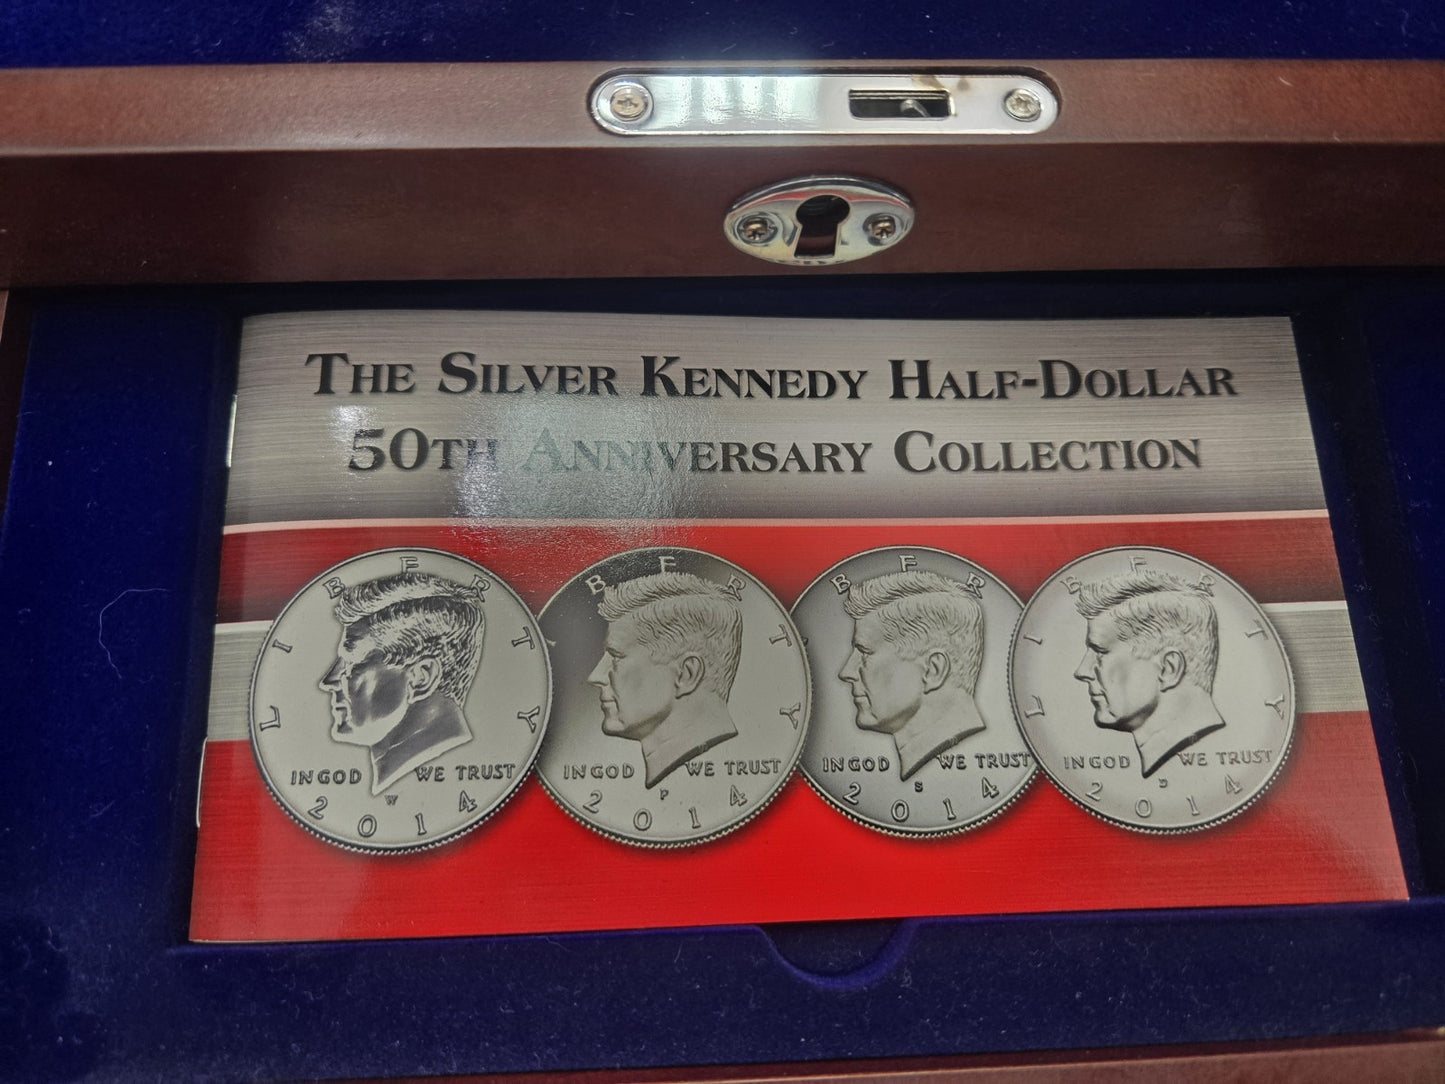 THE SILVER KENNEDY HALF-DOLLAR
50TH ANNIVERSARY COLLECTION
LIBERTY
IN GOD WE TRUST
W
2014
LIBERTY
IN GOD WE TRUST
P
2014
LIBERTY
IN GOD WE TRUST
S
2014
LIBERTY
IN GOD WE TRUST
D
2014